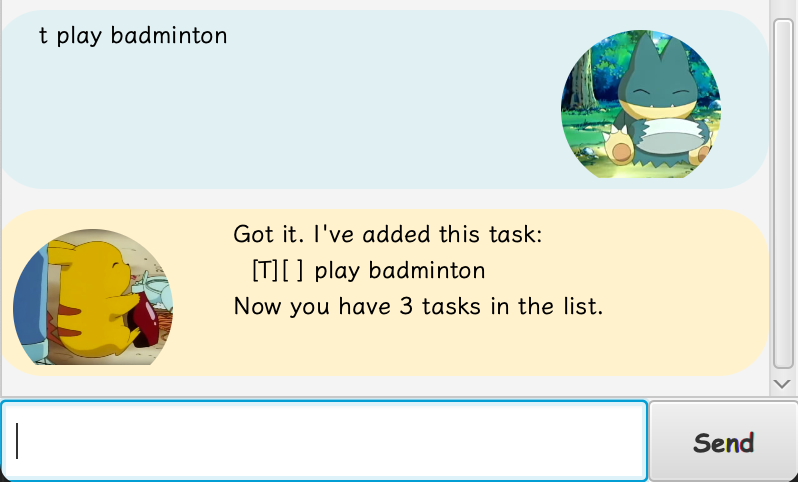 t play badminton
Got it. I've added this task:
[T][ ] play badminton
Now you have 3 tasks in the list.
Send